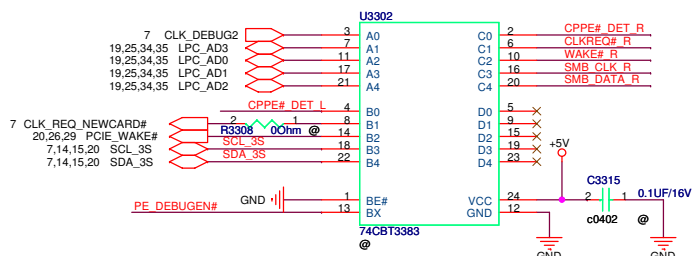 U3302
7 CLK_DEBUG2 3 A0 C0 2 CPPE#_DET_R
19,25,34,35 LPC_AD3 7 A1 C1 6 CLKREQ#_R
19,25,34,35 LPC_AD0 11 A2 C2 10 WAKE#_R
19,25,34,35 LPC_AD1 17 A3 C3 16 SMB_CLK_R
19,25,34,35 LPC_AD2 21 A4 C4 20 SMB_DATA_R
CPPE#_DET_L 4 B0 D0 5
7 CLK_REQ_NEWCARD# 2 1 8 B1 D1 9
R3308 0Ohm @
20,26,29 PCIE_WAKE# 14 B2 D2 15
7,14,15,20 SCL_3S SCL_3S 18 B3 D3 19 +5V
7,14,15,20 SDA_3S SDA_3S 22 B4 D4 23
C3315
GND 1 BE# VCC 24 2 1 0.1UF/16V
PE_DEBUGEN# 13 BX GND 12 c0402 @
74CBT3383
@
GND GND